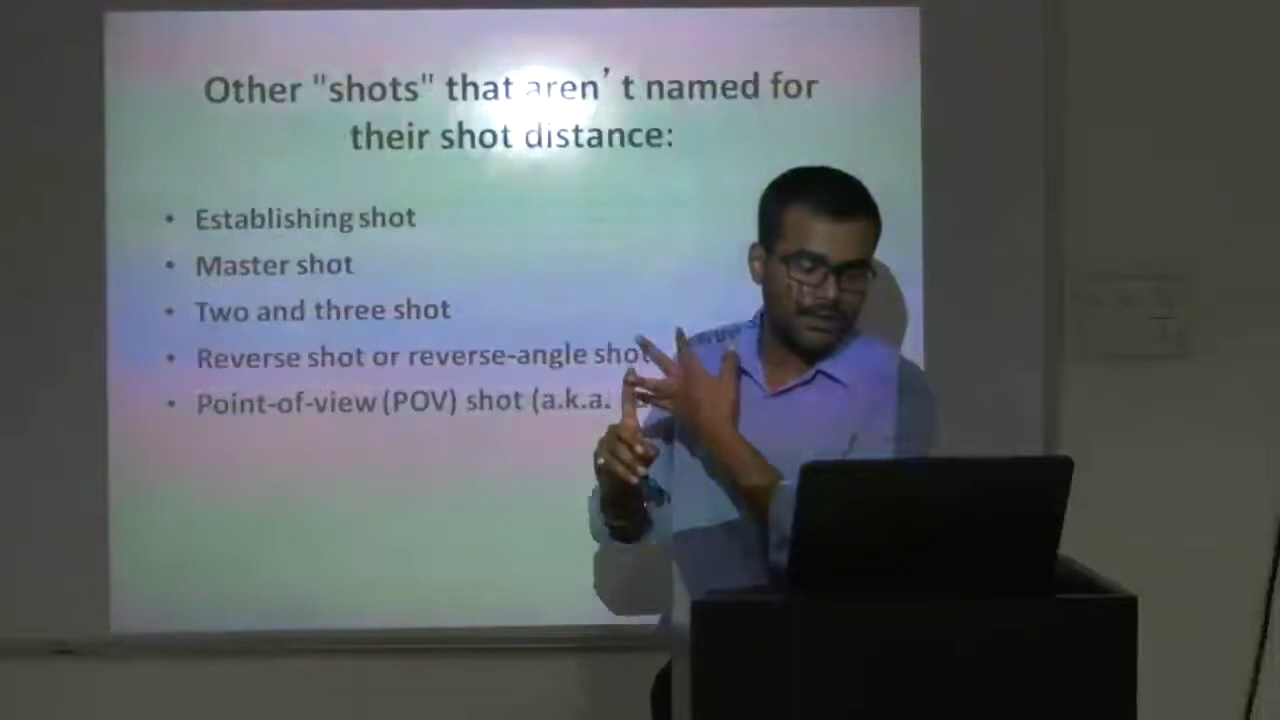 Other "shots" that aren't named for
their shot distance:
• Establishing shot
• Master shot
• Two and three shot
• Reverse shot or reverse-angle shot
• Point-of-view (POV) shot (a.k.a.